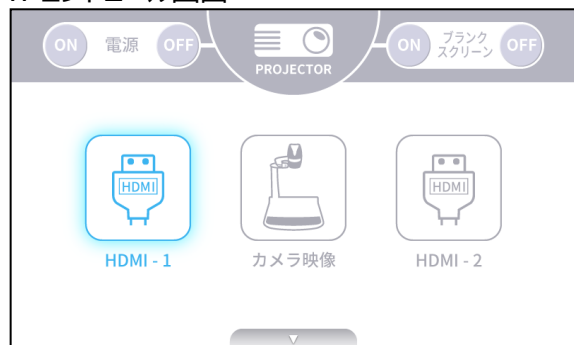 ON 電源 OFF
PROJECTOR
ON ブランク
スクリーン OFF
HDMI
HDMI
HDMI - 1
カメラ映像
HDMI - 2